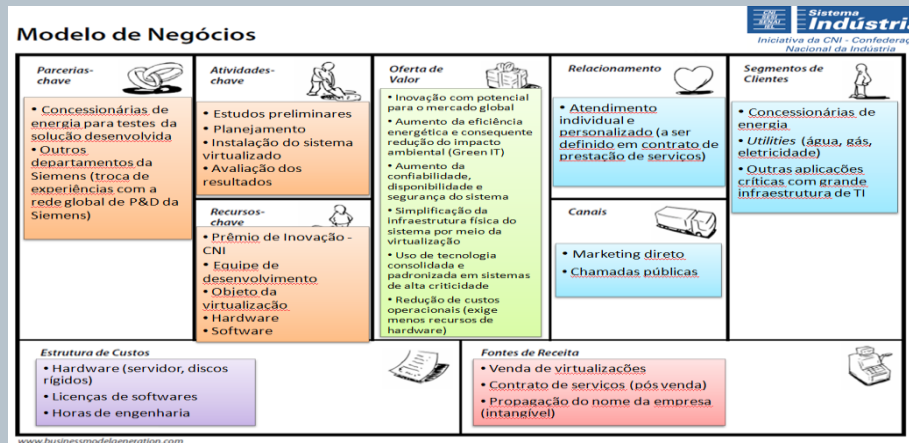 Modelo de Negócios
CNI
SESI
SENAI
IEL
Sistema
Indústria
Iniciativa da CNI - Confederaç
Nacional da Indústria
Parcerias-
chave
• Concessionárias de
energia para testes da
solução desenvolvida
• Outros
departamentos da
Siemens (troca de
experiências com a
rede global de P&D da
Siemens)
Atividades-
chave
• Estudos preliminares
• Planejamento
• Instalação do sistema
virtualizado
• Avaliação dos
resultados
Recursos-
chave
• Prêmio de Inovação -
CNI
• Equipe de
desenvolvimento
• Objeto da
virtualização
• Hardware
• Software
Oferta de
Valor
• Inovação com potencial
para o mercado global
• Aumento da eficiência
energética e consequente
redução do impacto
ambiental (Green IT)
• Aumento da
confiabilidade,
disponibilidade e
segurança do sistema
• Simplificação da
infraestrutura física do
sistema por meio da
virtualização
• Uso de tecnologia
consolidada e
padronizada em sistemas
de alta criticidade
• Redução de custos
operacionais (exige
menos recursos de
hardware)
Relacionamento
• Atendimento
individual e
personalizado (a ser
definido em contrato de
prestação de serviços)
Canais
• Marketing direto
• Chamadas públicas
Segmentos de
Clientes
• Concessionárias de
energia
• Utilities (água, gás,
eletricidade)
• Outras aplicações
críticas com grande
infraestrutura de TI
Estrutura de Custos
• Hardware (servidor, discos
rígidos)
• Licenças de softwares
• Horas de engenharia
Fontes de Receita
• Venda de virtualizações
• Contrato de serviços (pós venda)
• Propagação do nome da empresa
(intangível)
www.businessmodelgeneration.com